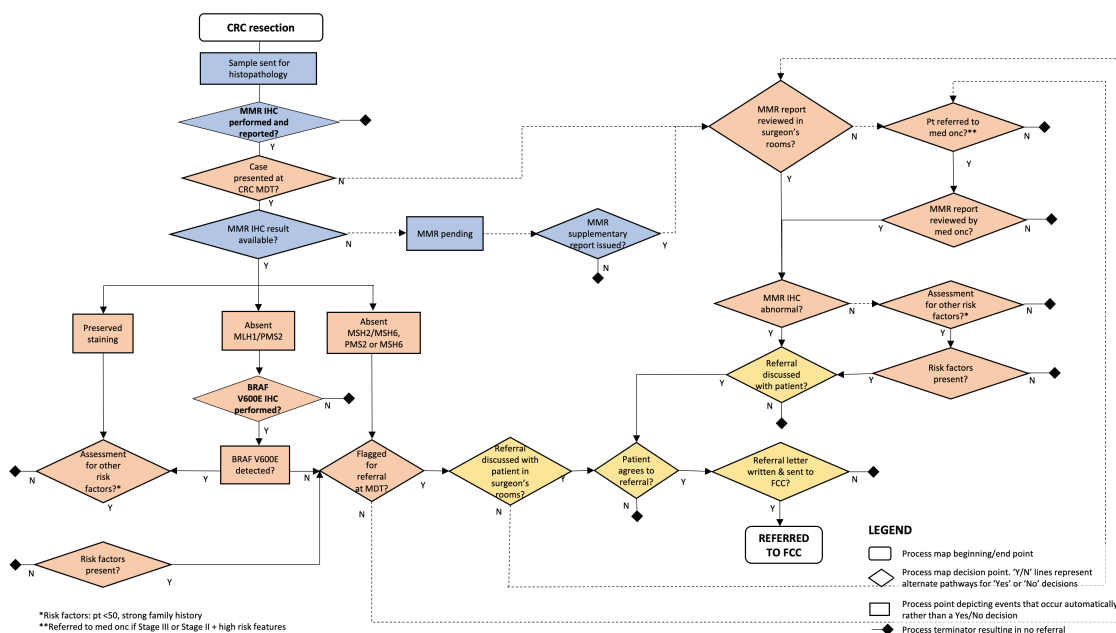 CRC resection
Sample sent for
histopathology
MMR IHC
performed and
reported?
Y
Case
presented at
CRC MDT?
N
Y
MMR IHC result
available?
N
Y
MMR pending
MMR
supplementary
report issued?
Y
N
MMR report
reviewed in
surgeon's
rooms?
N
Y
Pt referred to
med onc?**
N
Y
MMR report
reviewed by
med onc?
Y
N
MMR IHC
abnormal?
N
Y
Assessment
for other risk
factors?*
N
Y
Risk factors
present?
Y
N
Referral
discussed
with patient?
Y
N
Preserved
staining
Absent
MLH1/PMS2
Absent
MSH2/MSH6,
PMS2 or MSH6
BRAF
V600E IHC
performed?
N
Y
BRAF V600E
detected?
Y
N
Assessment
for other
risk
factors?*
N
Y
Risk factors
present?
N
Y
Flagged
for
referral
at MDT?
Y
N
Referral
discussed with
patient in
surgeon's
rooms?
Y
N
Patient
agrees to
referral?
Y
N
Referral letter
written & sent
to FCC?
N
Y
REFERRED
TO FCC
LEGEND
Process map beginning/end point
Process map decision point. 'Y/N' lines represent
alternate pathways for 'Yes' or 'No' decisions
Process point depicting events that occur automatically
rather than a Yes/No decision
Process terminator resulting in no referral
*Risk factors: pt <50, strong family history
**Referred to med onc if Stage III or Stage II + high risk features